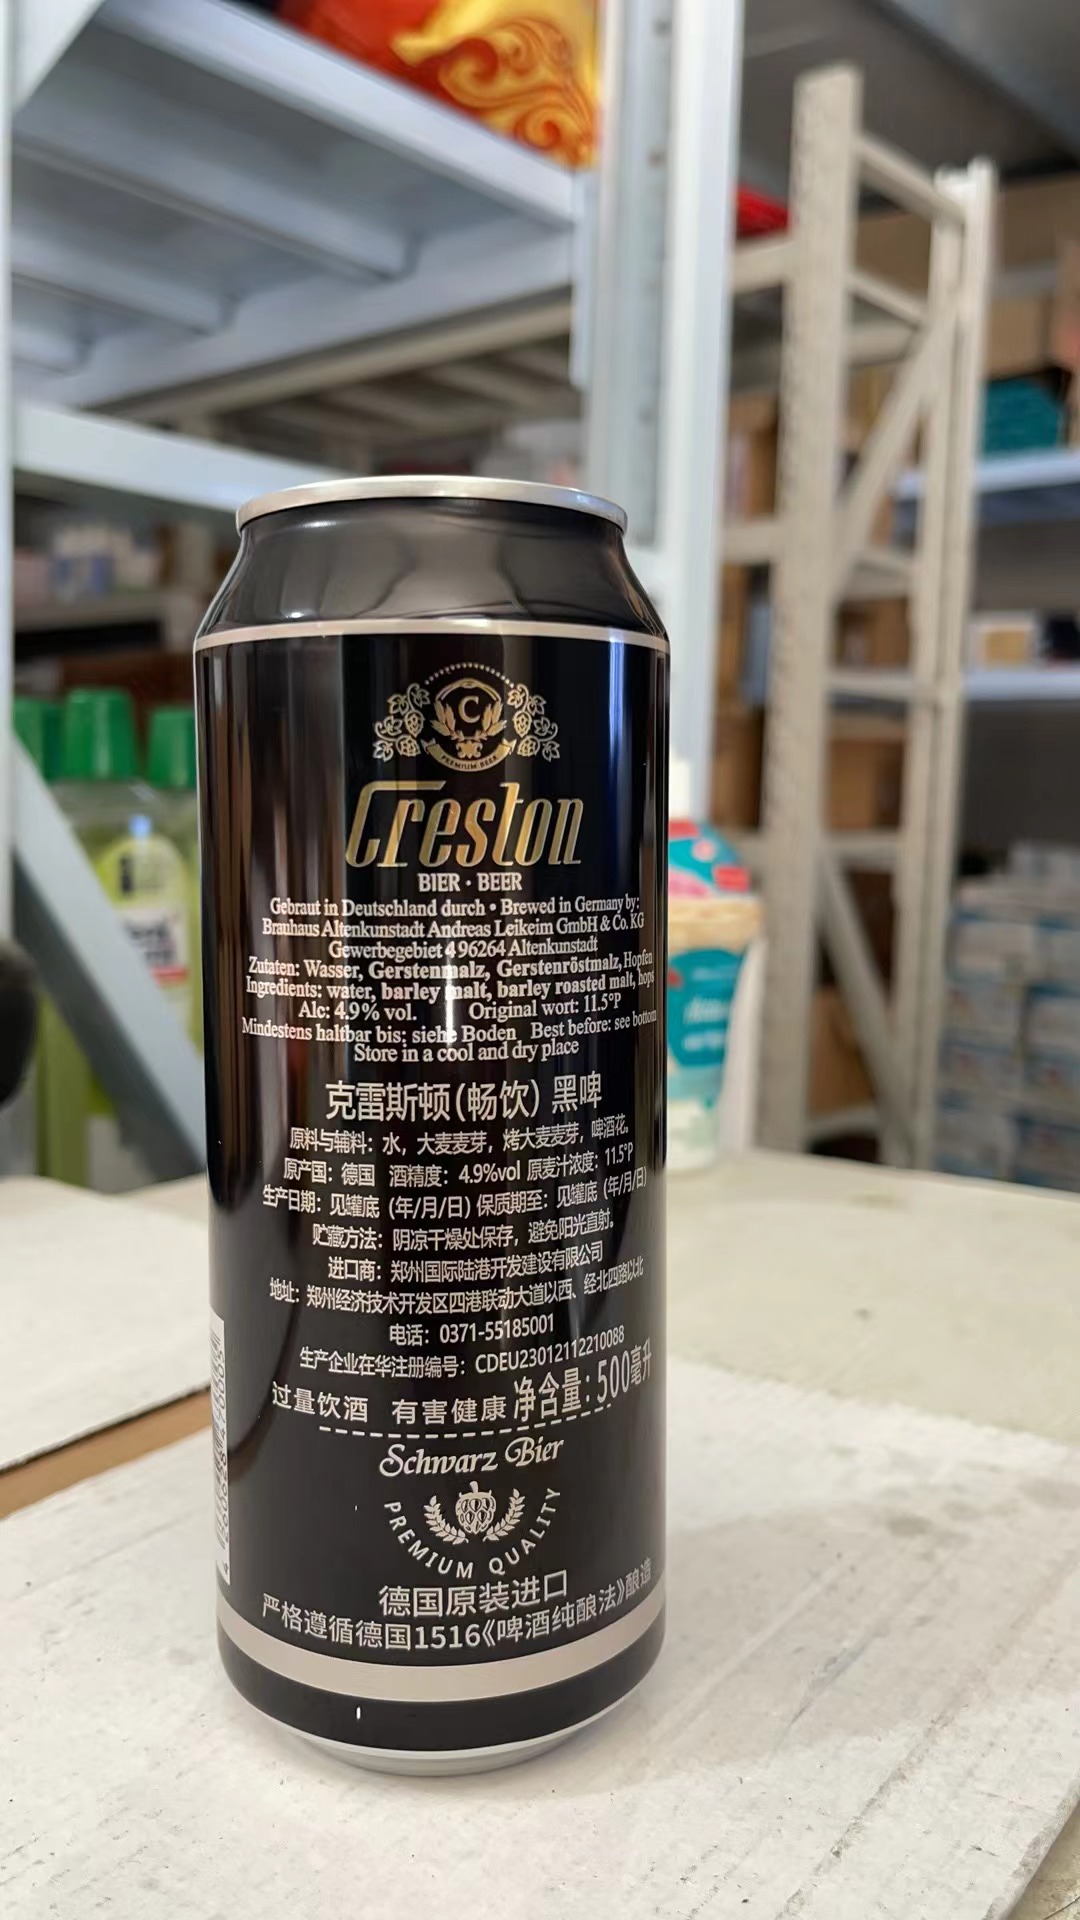 C
PREMIUM BEER
Creston
BIER · BEER
Gebraut in Deutschland durch • Brewed in Germany by:
Brauhaus Altenkunstadt Andreas Leikeim GmbH & Co. KG
Gewerbegebiet 4 96264 Altenkunstadt
Zutaten: Wasser, Gerstenmalz, Gerstenröstmalz, Hopfen
Ingredients: water, barley malt, barley roasted malt, hops
Alc: 4.9% vol. Original wort: 11.5°P
Mindestens haltbar bis: siehe Boden Best before: see bottom
Store in a cool and dry place
克雷斯顿(畅饮) 黑啤
原料与辅料：水，大麦麦芽，烤大麦麦芽，啤酒花。
原产国：德国 酒精度：4.9%vol 原麦汁浓度：11.5°P
生产日期：见罐底 (年/月/日) 保质期至：见罐底 (年/月/日)
贮藏方法：阴凉干燥处保存，避免阳光直射。
进口商：郑州国际陆港开发建设有限公司
地址：郑州经济技术开发区四港联动大道以西、经北四路以北
电话：0371-55185001
生产企业在华注册编号：CDEU23012112210088
过量饮酒 有害健康 净含量：500毫升
Schwarz Bier
PREMIUM QUALITY
德国原装进口
严格遵循德国1516《啤酒纯酿法》酿造